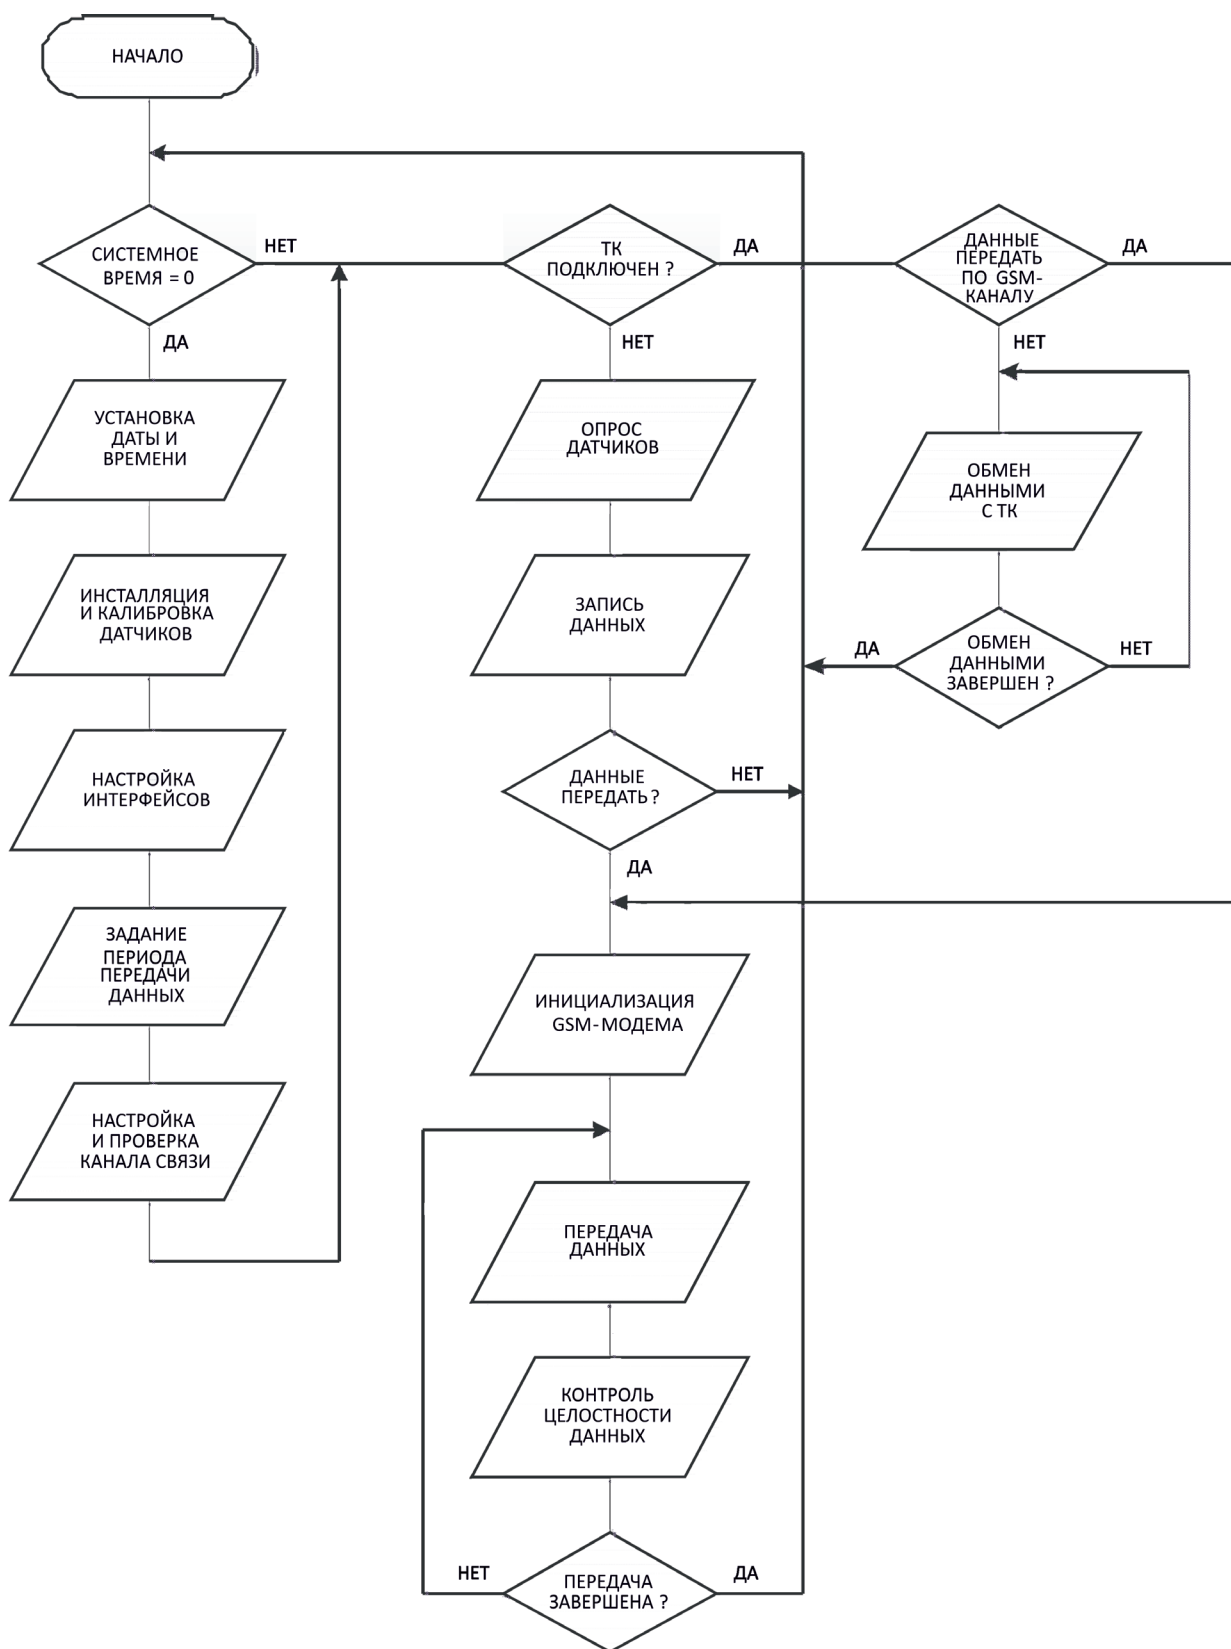 НАЧАЛО
СИСТЕМНОЕ
ВРЕМЯ = 0
НЕТ
ДА
УСТАНОВКА
ДАТЫ И
ВРЕМЕНИ
ИНСТАЛЛЯЦИЯ
И КАЛИБРОВКА
ДАТЧИКОВ
НАСТРОЙКА
ИНТЕРФЕЙСОВ
ЗАДАНИЕ
ПЕРИОДА
ПЕРЕДАЧИ
ДАННЫХ
НАСТРОЙКА
И ПРОВЕРКА
КАНАЛА СВЯЗИ
ТК
ПОДКЛЮЧЕН ?
ДА
НЕТ
ОПРОС
ДАТЧИКОВ
ЗАПИСЬ
ДАННЫХ
ДАННЫЕ
ПЕРЕДАТЬ ?
НЕТ
ДА
ИНИЦИАЛИЗАЦИЯ
GSM-МОДЕМА
ПЕРЕДАЧА
ДАННЫХ
КОНТРОЛЬ
ЦЕЛОСТНОСТИ
ДАННЫХ
НЕТ
ПЕРЕДАЧА
ЗАВЕРШЕНА ?
ДА
ДАННЫЕ
ПЕРЕДАТЬ
ПО GSM-
КАНАЛУ
ДА
НЕТ
ОБМЕН
ДАННЫМИ
С ТК
ДА
ОБМЕН
ДАННЫМИ
ЗАВЕРШЕН ?
НЕТ